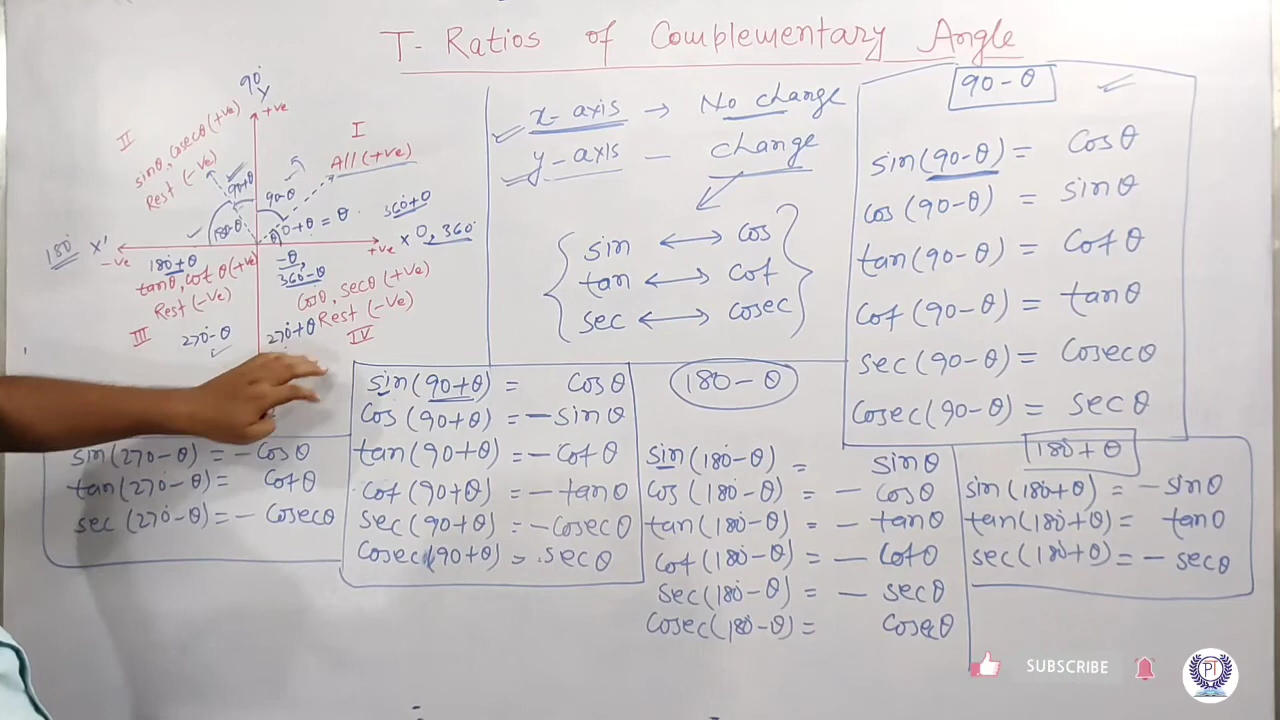 T-Ratios of Complementary Angle
90°
Y
+ve
II
sinθ, cosecθ (+ve)
Rest (-ve)
I
All (+ve)
90+θ
90-θ
180-θ
0+θ = θ
θ
360+θ
180° X'
-ve
+ve
X 0, 360°
180+θ
tanθ, cot θ (+ve)
Rest (-ve)
III
270-θ
-θ,
360-θ
cosθ, secθ (+ve)
Rest (-ve)
270+θ
IV
x-axis → No change
y-axis - change
sin ↔ cos
tan ↔ cot
sec ↔ cosec
90-θ
sin(90-θ) = cosθ
cos(90-θ) = sinθ
tan(90-θ) = cotθ
cot(90-θ) = tanθ
sec(90-θ) = cosecθ
cosec(90-θ) = secθ
sin(270-θ) = -cosθ
tan(270-θ) = cotθ
sec(270-θ) = - cosecθ
sin(90+θ) = cosθ
cos(90+θ) = -sinθ
tan(90+θ) = -cotθ
cot(90+θ) = -tanθ
sec(90+θ) = -cosecθ
cosec(90+θ) = secθ
180-θ
sin(180-θ) = sinθ
cos(180-θ) = - cosθ
tan(180-θ) = - tanθ
cot(180-θ) = - cotθ
sec(180-θ) = - secθ
cosec(180-θ) = cosecθ
180+θ
sin(180+θ) = -sinθ
tan(180+θ) = tanθ
sec(180+θ) = - secθ
SUBSCRIBE
PT